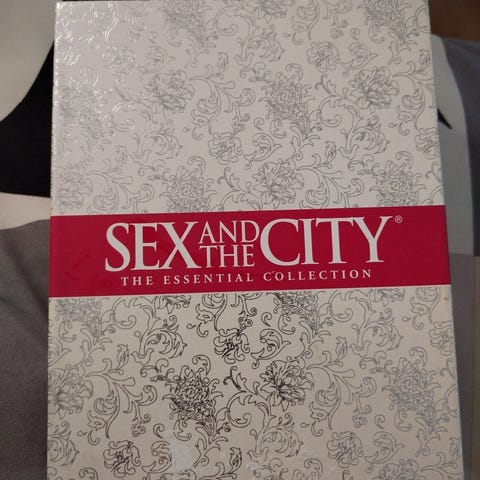 SEX AND THE CITY®
THE ESSENTIAL COLLECTION